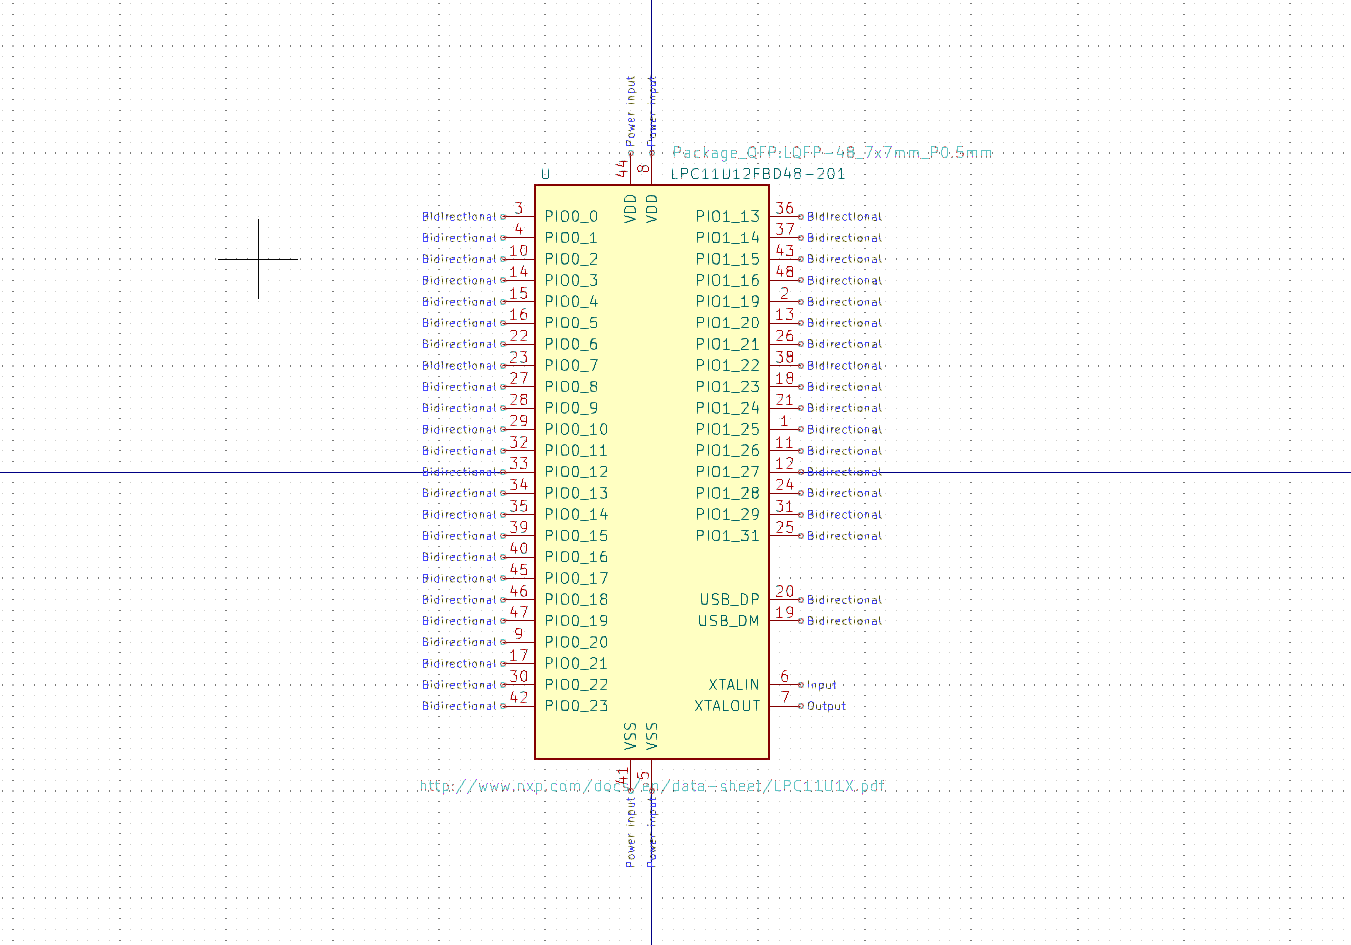 Power input Power input
44 8
Package_QFP:LQFP-48_7x7mm_P0.5mm
U LPC11U12FBD48-201
VDD VDD
Bidirectional 3 PIO0_0 PIO1_13 36 Bidirectional
Bidirectional 4 PIO0_1 PIO1_14 37 Bidirectional
Bidirectional 10 PIO0_2 PIO1_15 43 Bidirectional
Bidirectional 14 PIO0_3 PIO1_16 48 Bidirectional
Bidirectional 15 PIO0_4 PIO1_19 2 Bidirectional
Bidirectional 16 PIO0_5 PIO1_20 13 Bidirectional
Bidirectional 22 PIO0_6 PIO1_21 26 Bidirectional
Bidirectional 23 PIO0_7 PIO1_22 38 Bidirectional
Bidirectional 27 PIO0_8 PIO1_23 18 Bidirectional
Bidirectional 28 PIO0_9 PIO1_24 21 Bidirectional
Bidirectional 29 PIO0_10 PIO1_25 1 Bidirectional
Bidirectional 32 PIO0_11 PIO1_26 11 Bidirectional
Bidirectional 33 PIO0_12 PIO1_27 12 Bidirectional
Bidirectional 34 PIO0_13 PIO1_28 24 Bidirectional
Bidirectional 35 PIO0_14 PIO1_29 31 Bidirectional
Bidirectional 39 PIO0_15 PIO1_31 25 Bidirectional
Bidirectional 40 PIO0_16
Bidirectional 45 PIO0_17
Bidirectional 46 PIO0_18 USB_DP 20 Bidirectional
Bidirectional 47 PIO0_19 USB_DM 19 Bidirectional
Bidirectional 9 PIO0_20
Bidirectional 17 PIO0_21
Bidirectional 30 PIO0_22 XTALIN 6 Input
Bidirectional 42 PIO0_23 XTALOUT 7 Output
VSS VSS
41 5
http://www.nxp.com/docs/en/data-sheet/LPC11U1X.pdf
Power input Power input